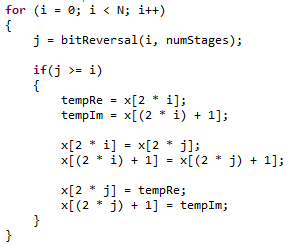 for (i = 0; i < N; i++)
{
    j = bitReversal(i, numStages);

    if(j >= i)
    {
        tempRe = x[2 * i];
        tempIm = x[(2 * i) + 1];

        x[2 * i] = x[2 * j];
        x[(2 * i) + 1] = x[(2 * j) + 1];

        x[2 * j] = tempRe;
        x[(2 * j) + 1] = tempIm;
    }
}